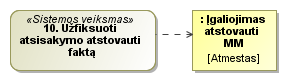 «Sistemos veiksmas»
10. Užfiksuoti
atsisakymo atstovauti
faktą
: Įgaliojimas
atstovauti
MM
[Atmestas]